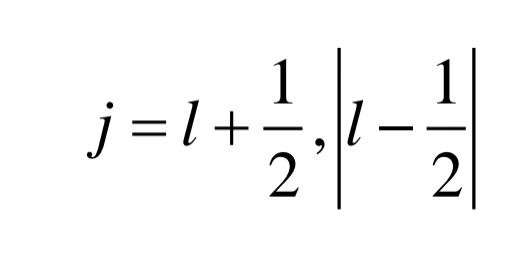 j = l + 1/2, |l − 1/2|